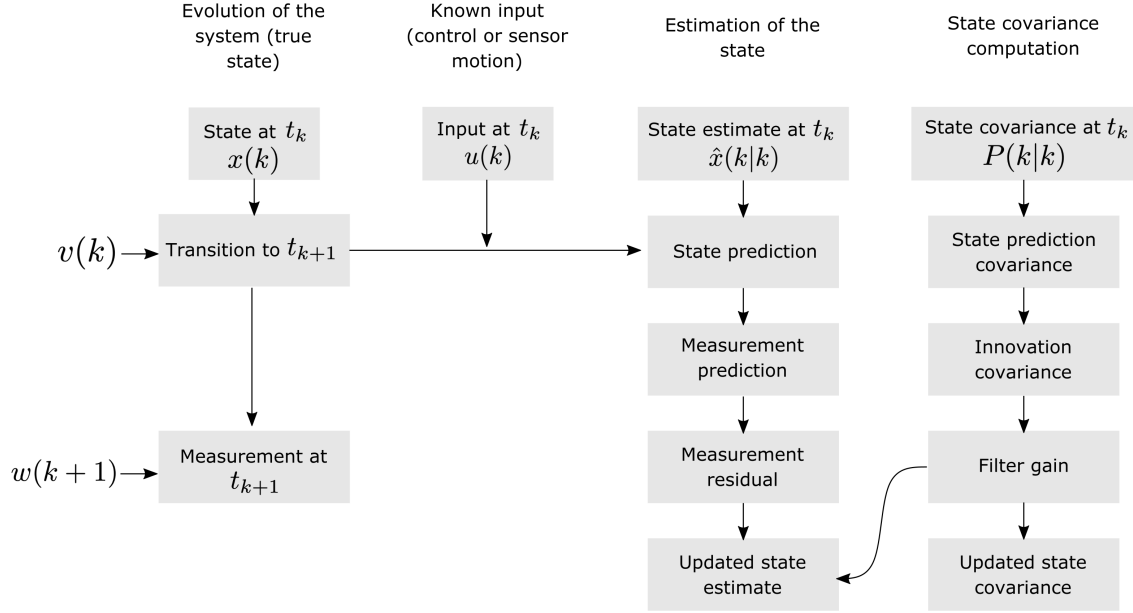 Evolution of the
system (true
state)
Known input
(control or sensor
motion)
Estimation of the
state
State covariance
computation
State at t_k
x(k)
Input at t_k
u(k)
State estimate at t_k
x̂(k|k)
State covariance at t_k
P(k|k)
v(k)
Transition to t_{k+1}
State prediction
State prediction
covariance
Measurement
prediction
Innovation
covariance
w(k + 1)
Measurement at
t_{k+1}
Measurement
residual
Filter gain
Updated state
estimate
Updated state
covariance